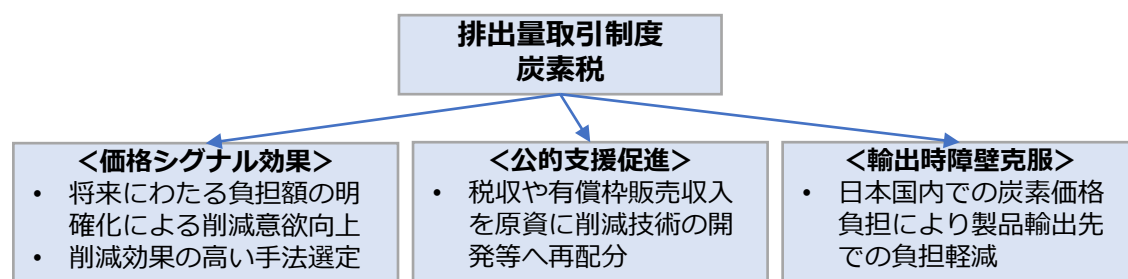 排出量取引制度
炭素税
＜価格シグナル効果＞
• 将来にわたる負担額の明
確化による削減意欲向上
• 削減効果の高い手法選定
＜公的支援促進＞
• 税収や有償枠販売収入
を原資に削減技術の開
発等へ再配分
＜輸出時障壁克服＞
• 日本国内での炭素価格
負担により製品輸出先
での負担軽減